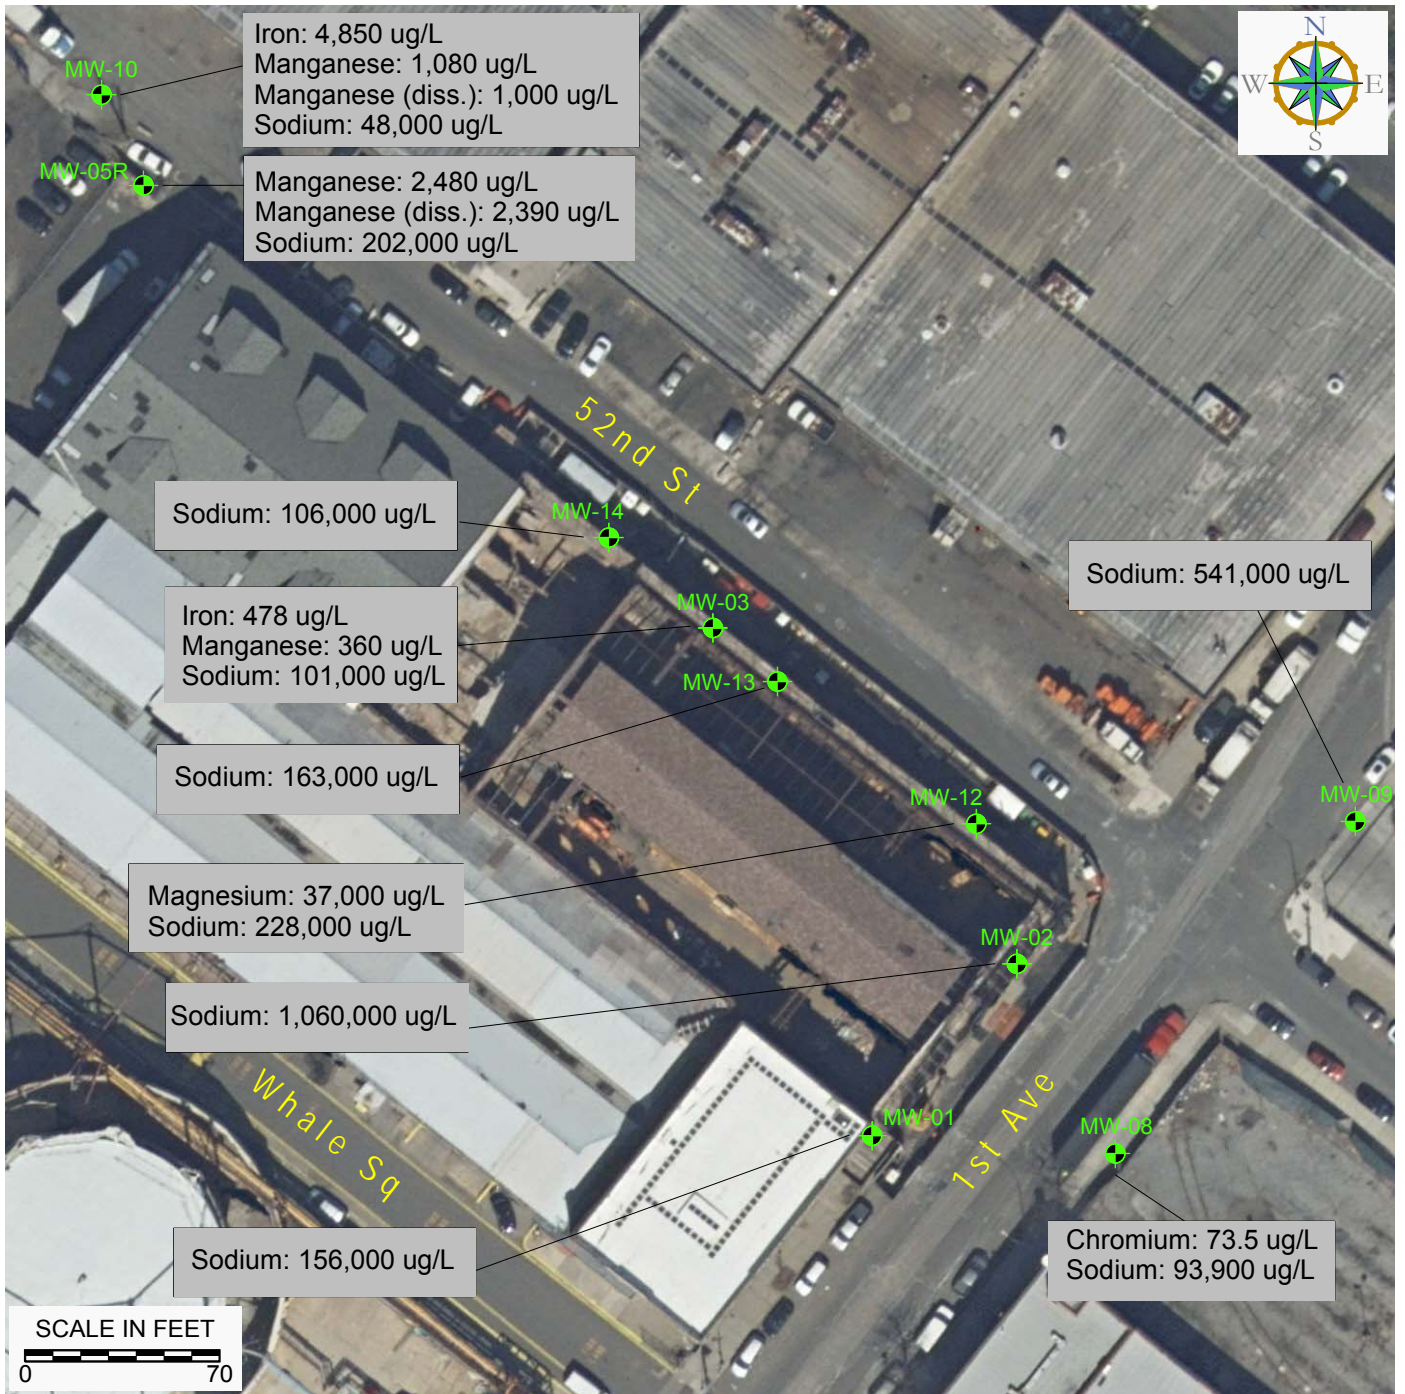 Iron: 4,850 ug/L
Manganese: 1,080 ug/L
Manganese (diss.): 1,000 ug/L
Sodium: 48,000 ug/L
N
W
E
S
MW-10
MW-05R
Manganese: 2,480 ug/L
Manganese (diss.): 2,390 ug/L
Sodium: 202,000 ug/L
52nd St
Sodium: 106,000 ug/L
MW-14
Sodium: 541,000 ug/L
Iron: 478 ug/L
Manganese: 360 ug/L
Sodium: 101,000 ug/L
MW-03
MW-13
Sodium: 163,000 ug/L
MW-12
MW-09
Magnesium: 37,000 ug/L
Sodium: 228,000 ug/L
MW-02
Sodium: 1,060,000 ug/L
Whale Sq
MW-01
1st Ave
MW-08
Sodium: 156,000 ug/L
Chromium: 73.5 ug/L
Sodium: 93,900 ug/L
SCALE IN FEET
0 70